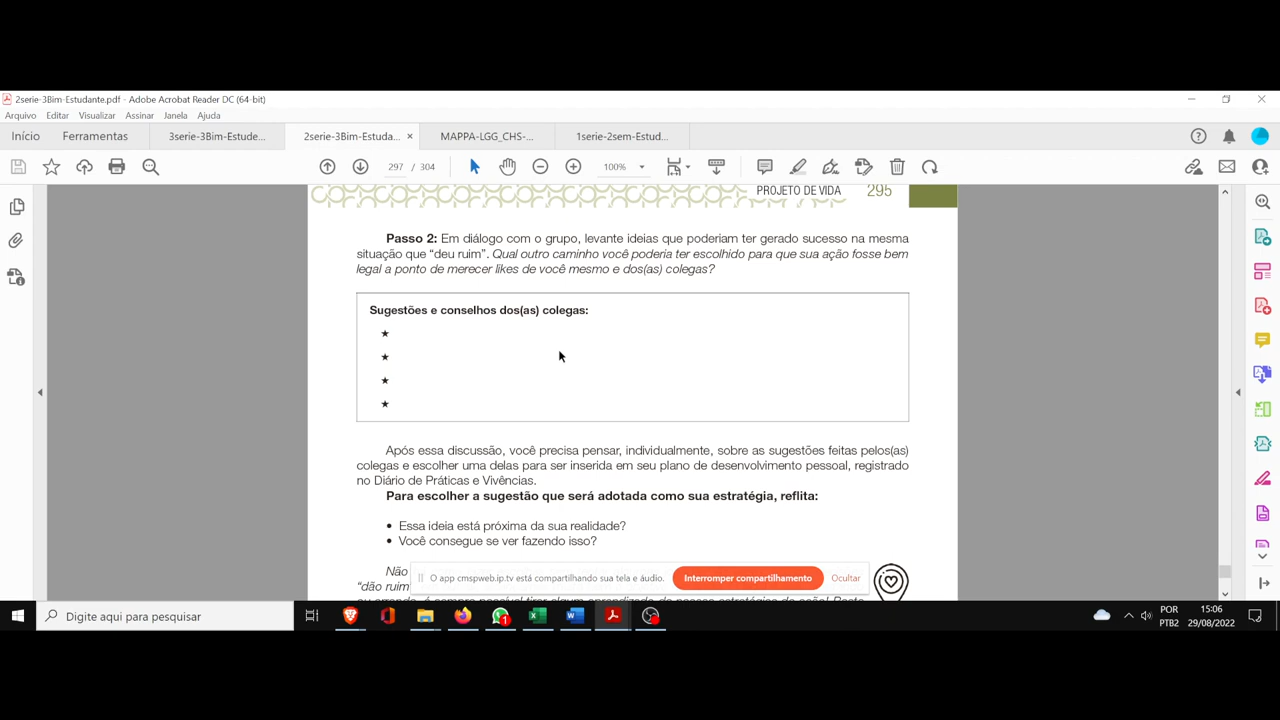 2serie-3Bim-Estudante.pdf - Adobe Acrobat Reader DC (64-bit)
Arquivo Editar Visualizar Assinar Janela Ajuda
Início Ferramentas 3serie-3Bim-Estude... 2serie-3Bim-Estuda... × MAPPA-LGG_CHS-... 1serie-2sem-Estud...
297 / 304 100%
PROJETO DE VIDA 295
Passo 2: Em diálogo com o grupo, levante ideias que poderiam ter gerado sucesso na mesma
situação que “deu ruim”. Qual outro caminho você poderia ter escolhido para que sua ação fosse bem
legal a ponto de merecer likes de você mesmo e dos(as) colegas?
Sugestões e conselhos dos(as) colegas:
★
★
★
★
Após essa discussão, você precisa pensar, individualmente, sobre as sugestões feitas pelos(as)
colegas e escolher uma delas para ser inserida em seu plano de desenvolvimento pessoal, registrado
no Diário de Práticas e Vivências.
Para escolher a sugestão que será adotada como sua estratégia, reflita:
• Essa ideia está próxima da sua realidade?
• Você consegue se ver fazendo isso?
Não
“dão ruim
O app cmspweb.ip.tv está compartilhando sua tela e áudio. Interromper compartilhamento Ocultar
Digite aqui para pesquisar
1
POR 15:06
PTB2 29/08/2022